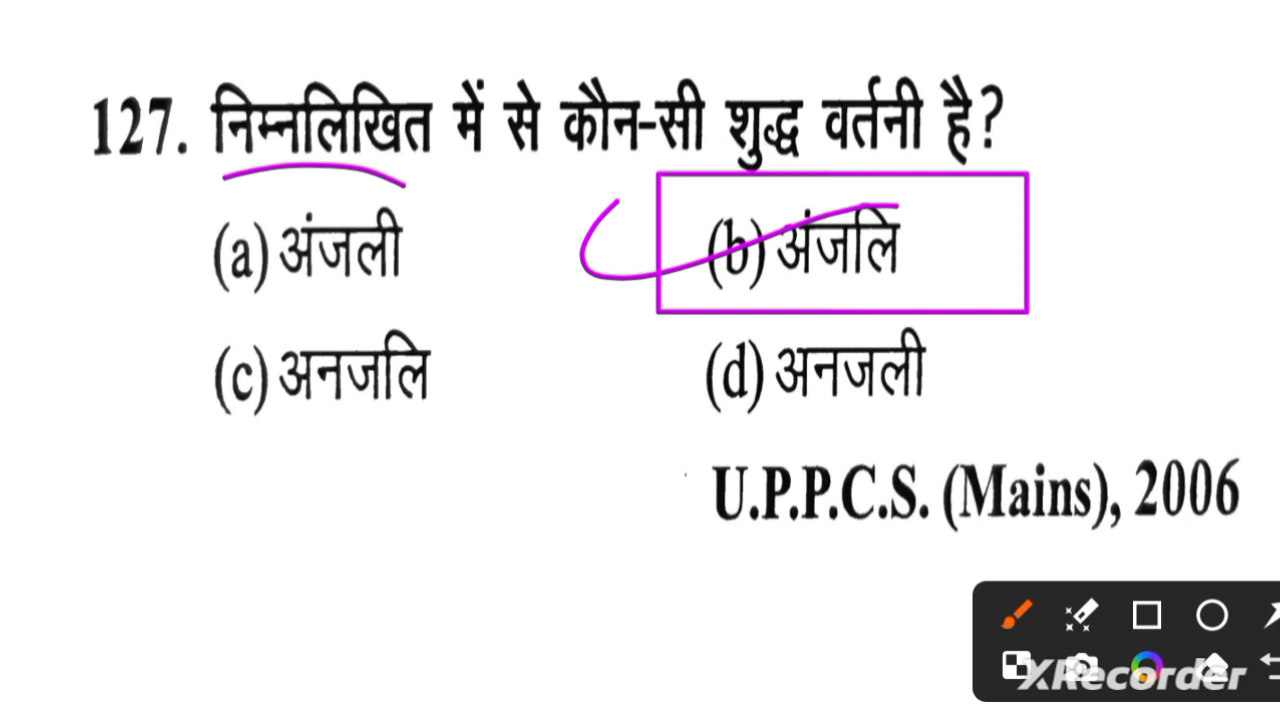 127. निम्नलिखित में से कौन-सी शुद्ध वर्तनी है?
(a) अंजली (b) अंजलि
(c) अनजलि (d) अनजली
U.P.P.C.S. (Mains), 2006
XRecorder